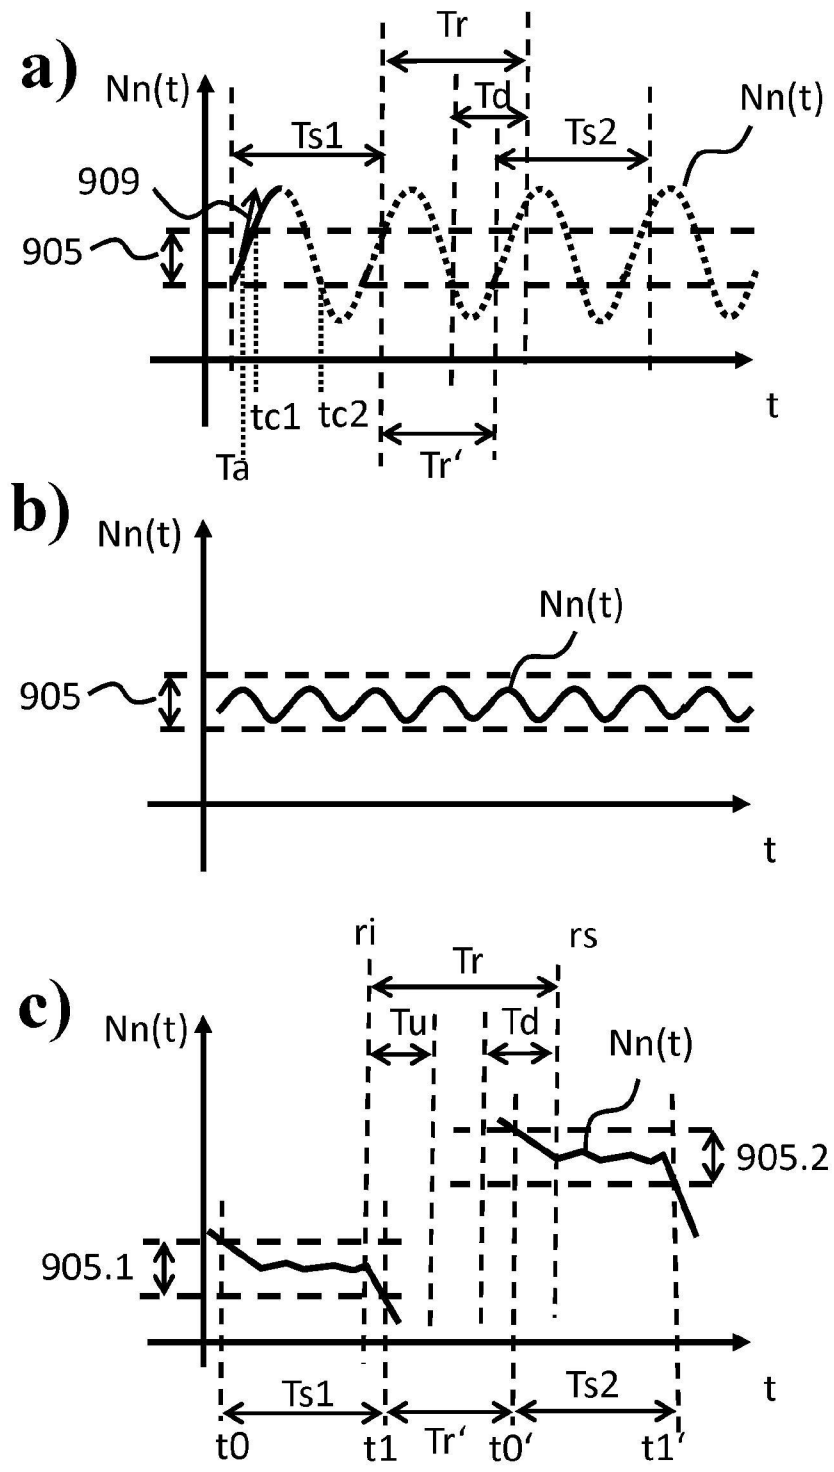 a)
Tr
Nn(t)
Td
Nn(t)
Ts1
Ts2
909
905
t
tc1
tc2
Ta
Tr‘
b)
Nn(t)
Nn(t)
905
t
ri
rs
Tr
c)
Nn(t)
Tu
Td
Nn(t)
905.2
905.1
t
Ts1
Ts2
t0
t1
Tr‘
t0‘
t1‘